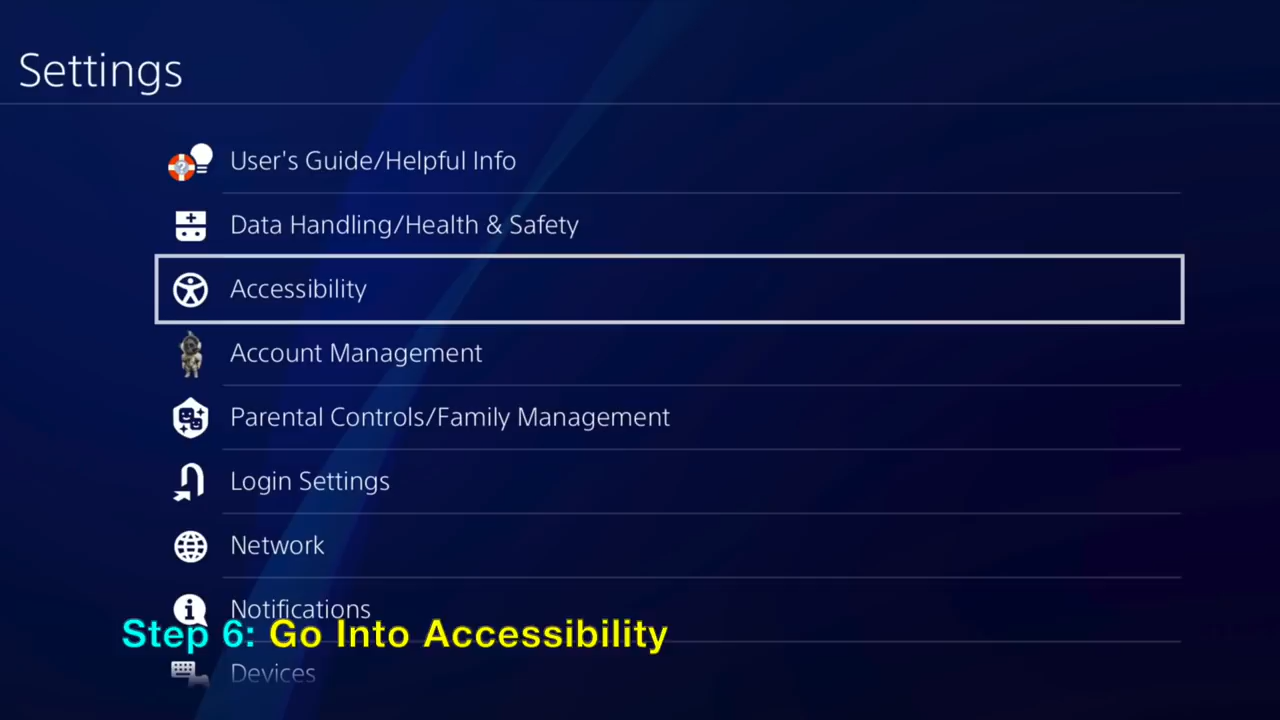 Settings
User's Guide/Helpful Info
Data Handling/Health & Safety
Accessibility
Account Management
Parental Controls/Family Management
Login Settings
Network
Notifications
Step 6: Go Into Accessibility
Devices